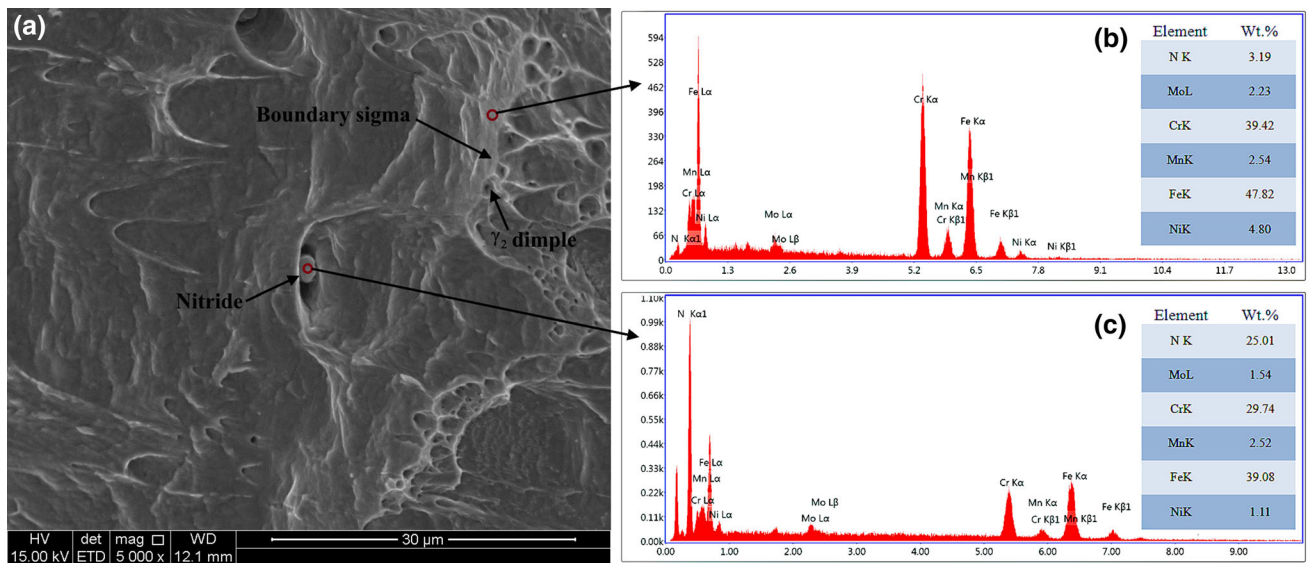 (a)
Boundary sigma
γ2 dimple
Nitride
HV det mag WD
15.00 kV ETD 5 000 x 12.1 mm
30 µm
(b)
594
528
462
396
330
264
198
132
66
0
0.0 1.3 2.6 3.9 5.2 6.5 7.8 9.1 10.4 11.7 13.0
Fe Lα
Mn Lα
Cr Lα
Ni Lα
N Kα1
Mo Lα
Mo Lβ
Cr Kα
Mn Kα
Cr Kβ1
Fe Kα
Mn Kβ1
Fe Kβ1
Ni Kα
Ni Kβ1
Element Wt.%
N K 3.19
MoL 2.23
CrK 39.42
MnK 2.54
FeK 47.82
NiK 4.80
(c)
1.10k
0.99k
0.88k
0.77k
0.66k
0.55k
0.44k
0.33k
0.22k
0.11k
0.00k
0.00 1.00 2.00 3.00 4.00 5.00 6.00 7.00 8.00 9.00
N Kα1
Fe Lα
Mn Lα
Cr Lα
Ni Lα
Mo Lβ
Mo Lα
Cr Kα
Mn Kα
Cr Kβ1
Fe Kα
Mn Kβ1
Fe Kβ1
Element Wt.%
N K 25.01
MoL 1.54
CrK 29.74
MnK 2.52
FeK 39.08
NiK 1.11